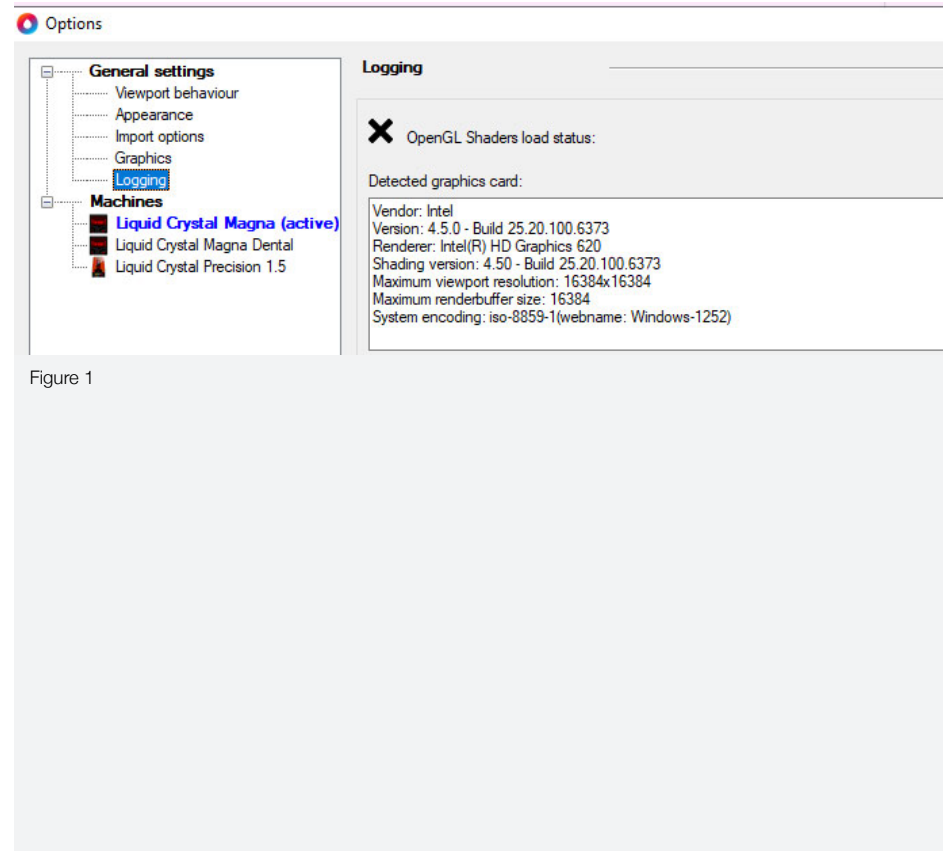 Options
General settings
Viewport behaviour
Appearance
Import options
Graphics
Logging
Machines
Liquid Crystal Magna (active)
Liquid Crystal Magna Dental
Liquid Crystal Precision 1.5
Logging
OpenGL Shaders load status:
Detected graphics card:
Vendor: Intel
Version: 4.5.0 - Build 25.20.100.6373
Renderer: Intel(R) HD Graphics 620
Shading version: 4.50 - Build 25.20.100.6373
Maximum viewport resolution: 16384x16384
Maximum renderbuffer size: 16384
System encoding: iso-8859-1(webname: Windows-1252)
Figure 1